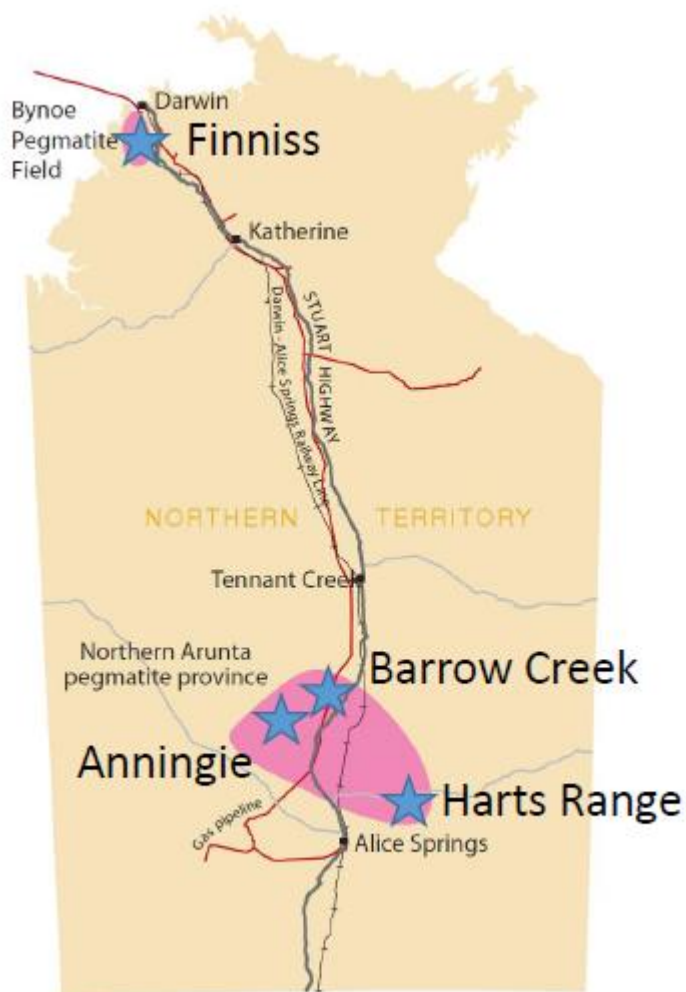 Darwin
Bynoe
Pegmatite
Field
Finniss
Katherine
STUART HIGHWAY
Darwin - Alice Springs Railway Line
NORTHERN TERRITORY
Tennant Creek
Northern Arunta
pegmatite province
Barrow Creek
Anningie
Harts Range
Gas pipeline
Alice Springs